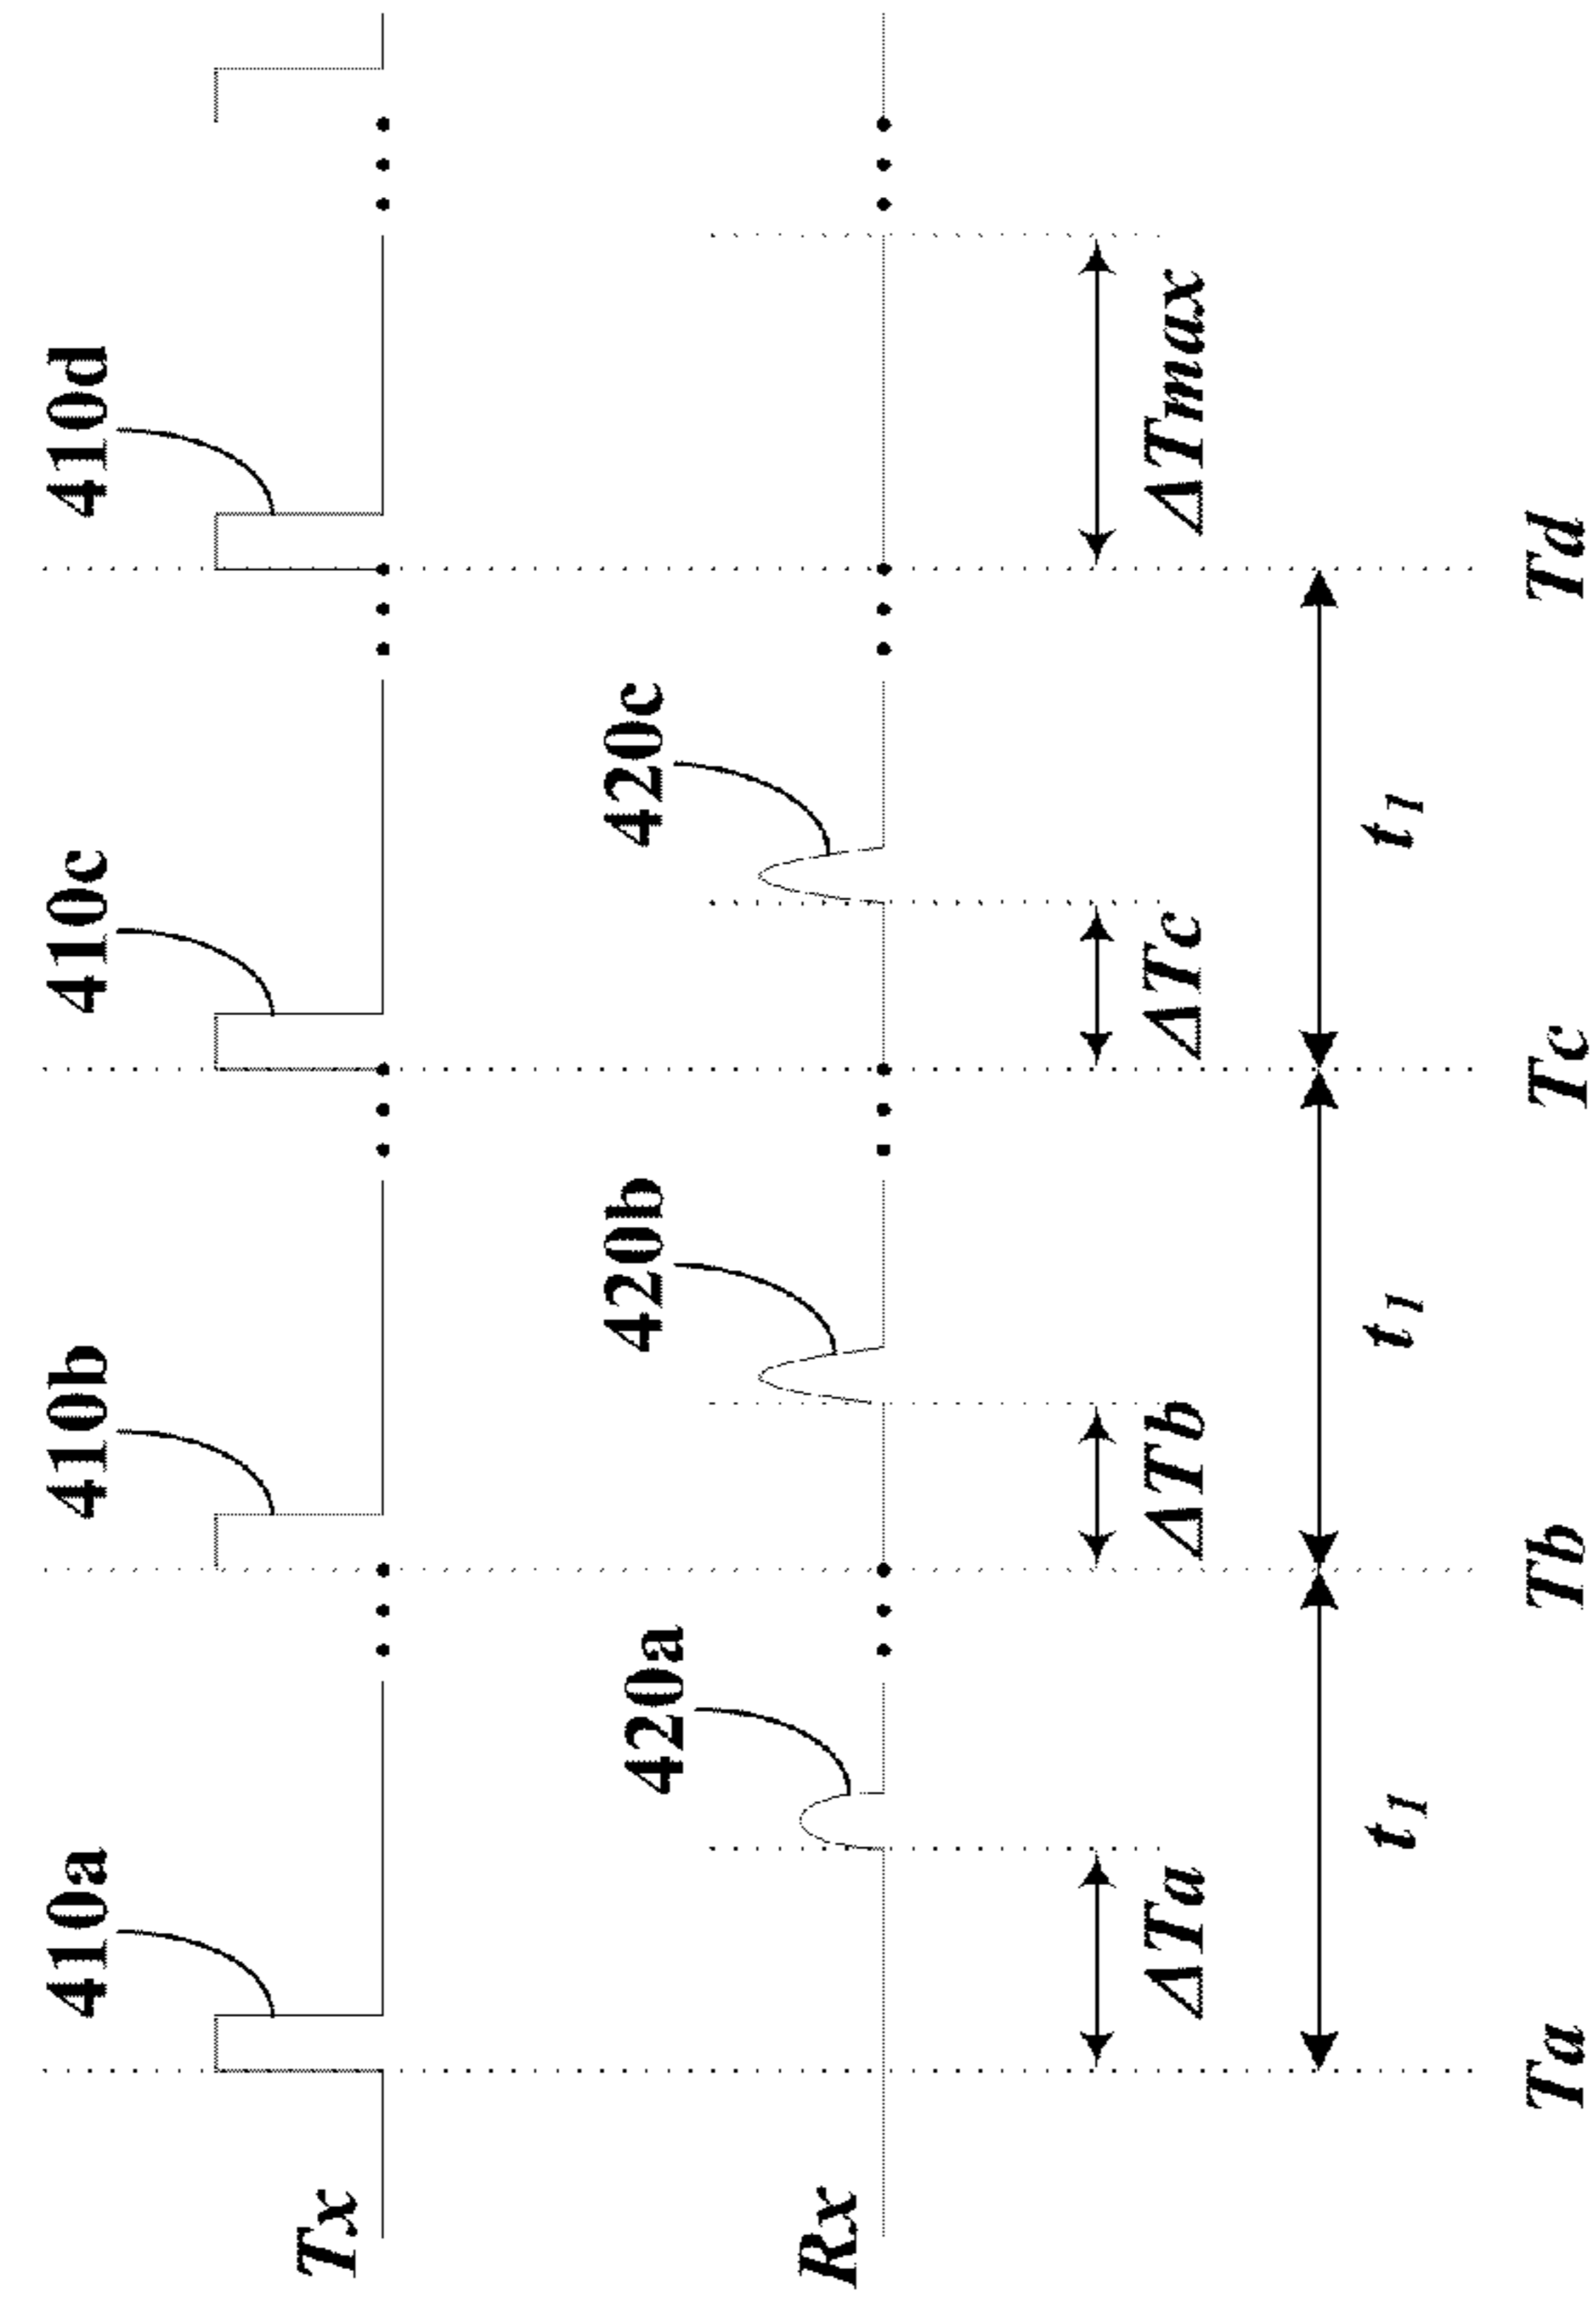 410a 410b 410c 410d
Tx
420a 420b 420c
Rx
ΔTa ΔTb ΔTc ΔTmax
t1 t1 t1
Ta Tb Tc Td